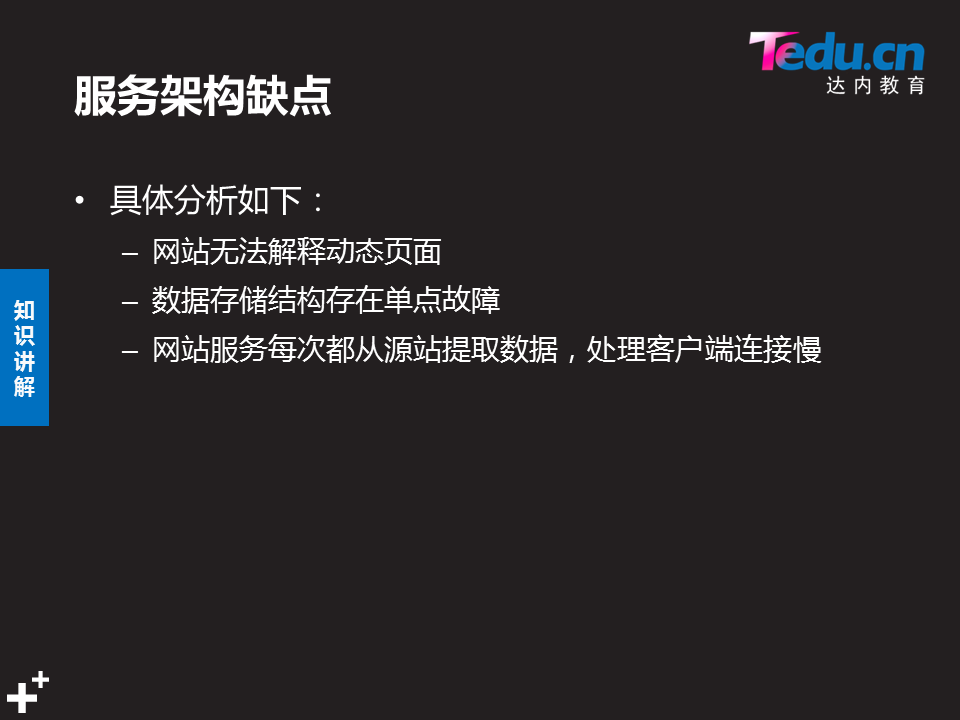 Tedu.cn
达内教育
服务架构缺点
• 具体分析如下：
– 网站无法解释动态页面
– 数据存储结构存在单点故障
– 网站服务每次都从源站提取数据，处理客户端连接慢
知识讲解